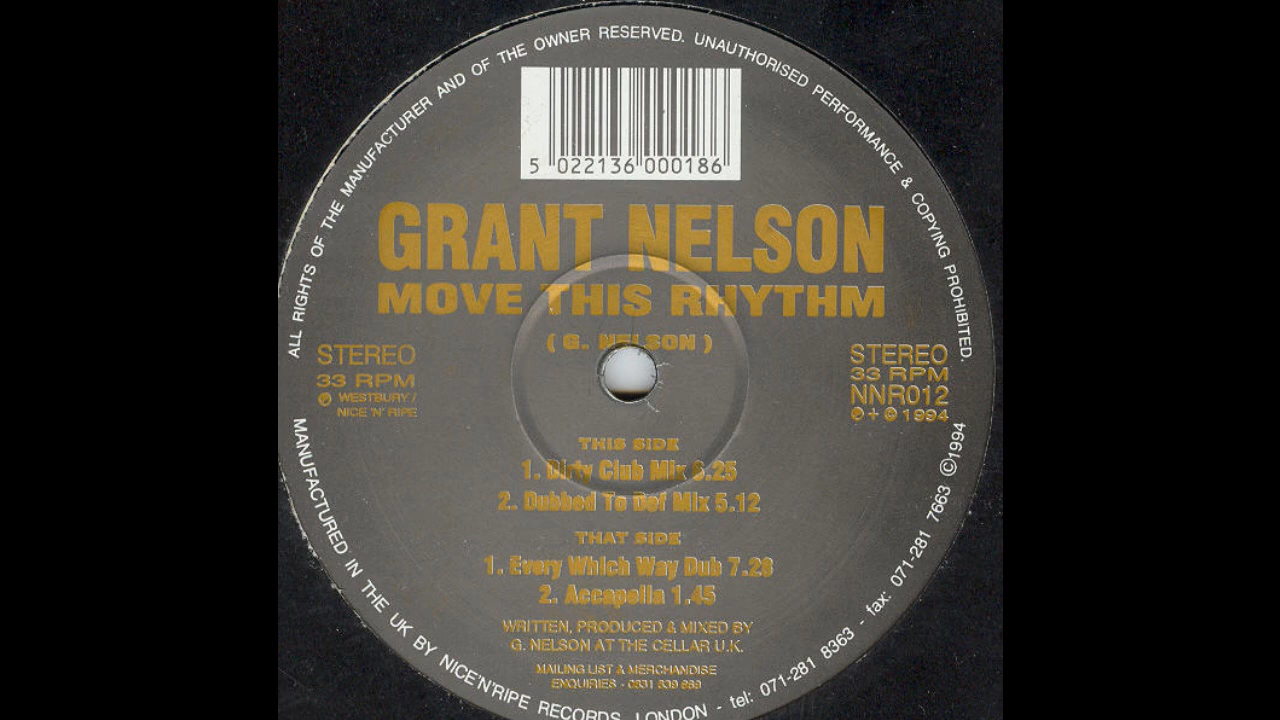 ALL RIGHTS OF THE MANUFACTURER AND OF THE OWNER RESERVED. UNAUTHORISED PERFORMANCE & COPYING PROHIBITED.
5 022136 000186
GRANT NELSON
MOVE THIS RHYTHM
( G. NELSON )
STEREO
33 RPM
℗ WESTBURY /
NICE 'N' RIPE
STEREO
33 RPM
NNR012
℗ + © 1994
THIS SIDE
1. Dirty Club Mix 6.25
2. Dubbed To Def Mix 5.12
THAT SIDE
1. Every Which Way Dub 7.28
2. Accapella 1.45
WRITTEN, PRODUCED & MIXED BY
G. NELSON AT THE CELLAR U.K.
MAILING LIST & MERCHANDISE
ENQUIRIES -
MANUFACTURED IN THE UK BY NICE'N'RIPE RECORDS, LONDON - tel: 071-281 8363 - fax: 071-281 7663 ©1994